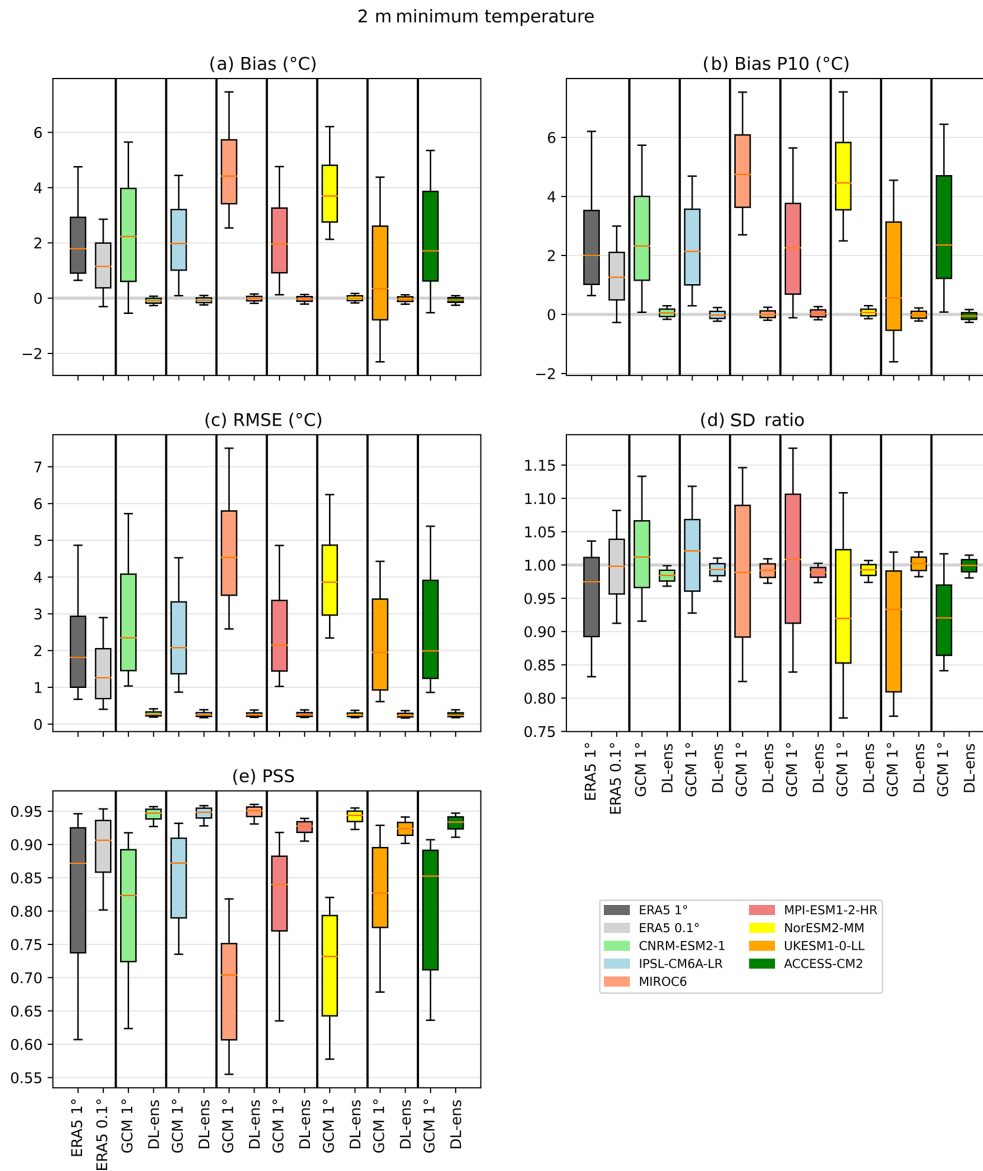 2 m minimum temperature
(a) Bias (°C)
6
4
2
0
−2
(b) Bias P10 (°C)
6
4
2
0
−2
(c) RMSE (°C)
7
6
5
4
3
2
1
0
(d) SD ratio
1.15
1.10
1.05
1.00
0.95
0.90
0.85
0.80
0.75
ERA5 1°
ERA5 0.1°
GCM 1°
DL-ens
GCM 1°
DL-ens
GCM 1°
DL-ens
GCM 1°
DL-ens
GCM 1°
DL-ens
GCM 1°
DL-ens
GCM 1°
DL-ens
(e) PSS
0.95
0.90
0.85
0.80
0.75
0.70
0.65
0.60
0.55
ERA5 1°
ERA5 0.1°
GCM 1°
DL-ens
GCM 1°
DL-ens
GCM 1°
DL-ens
GCM 1°
DL-ens
GCM 1°
DL-ens
GCM 1°
DL-ens
GCM 1°
DL-ens
ERA5 1°
ERA5 0.1°
CNRM-ESM2-1
IPSL-CM6A-LR
MIROC6
MPI-ESM1-2-HR
NorESM2-MM
UKESM1-0-LL
ACCESS-CM2